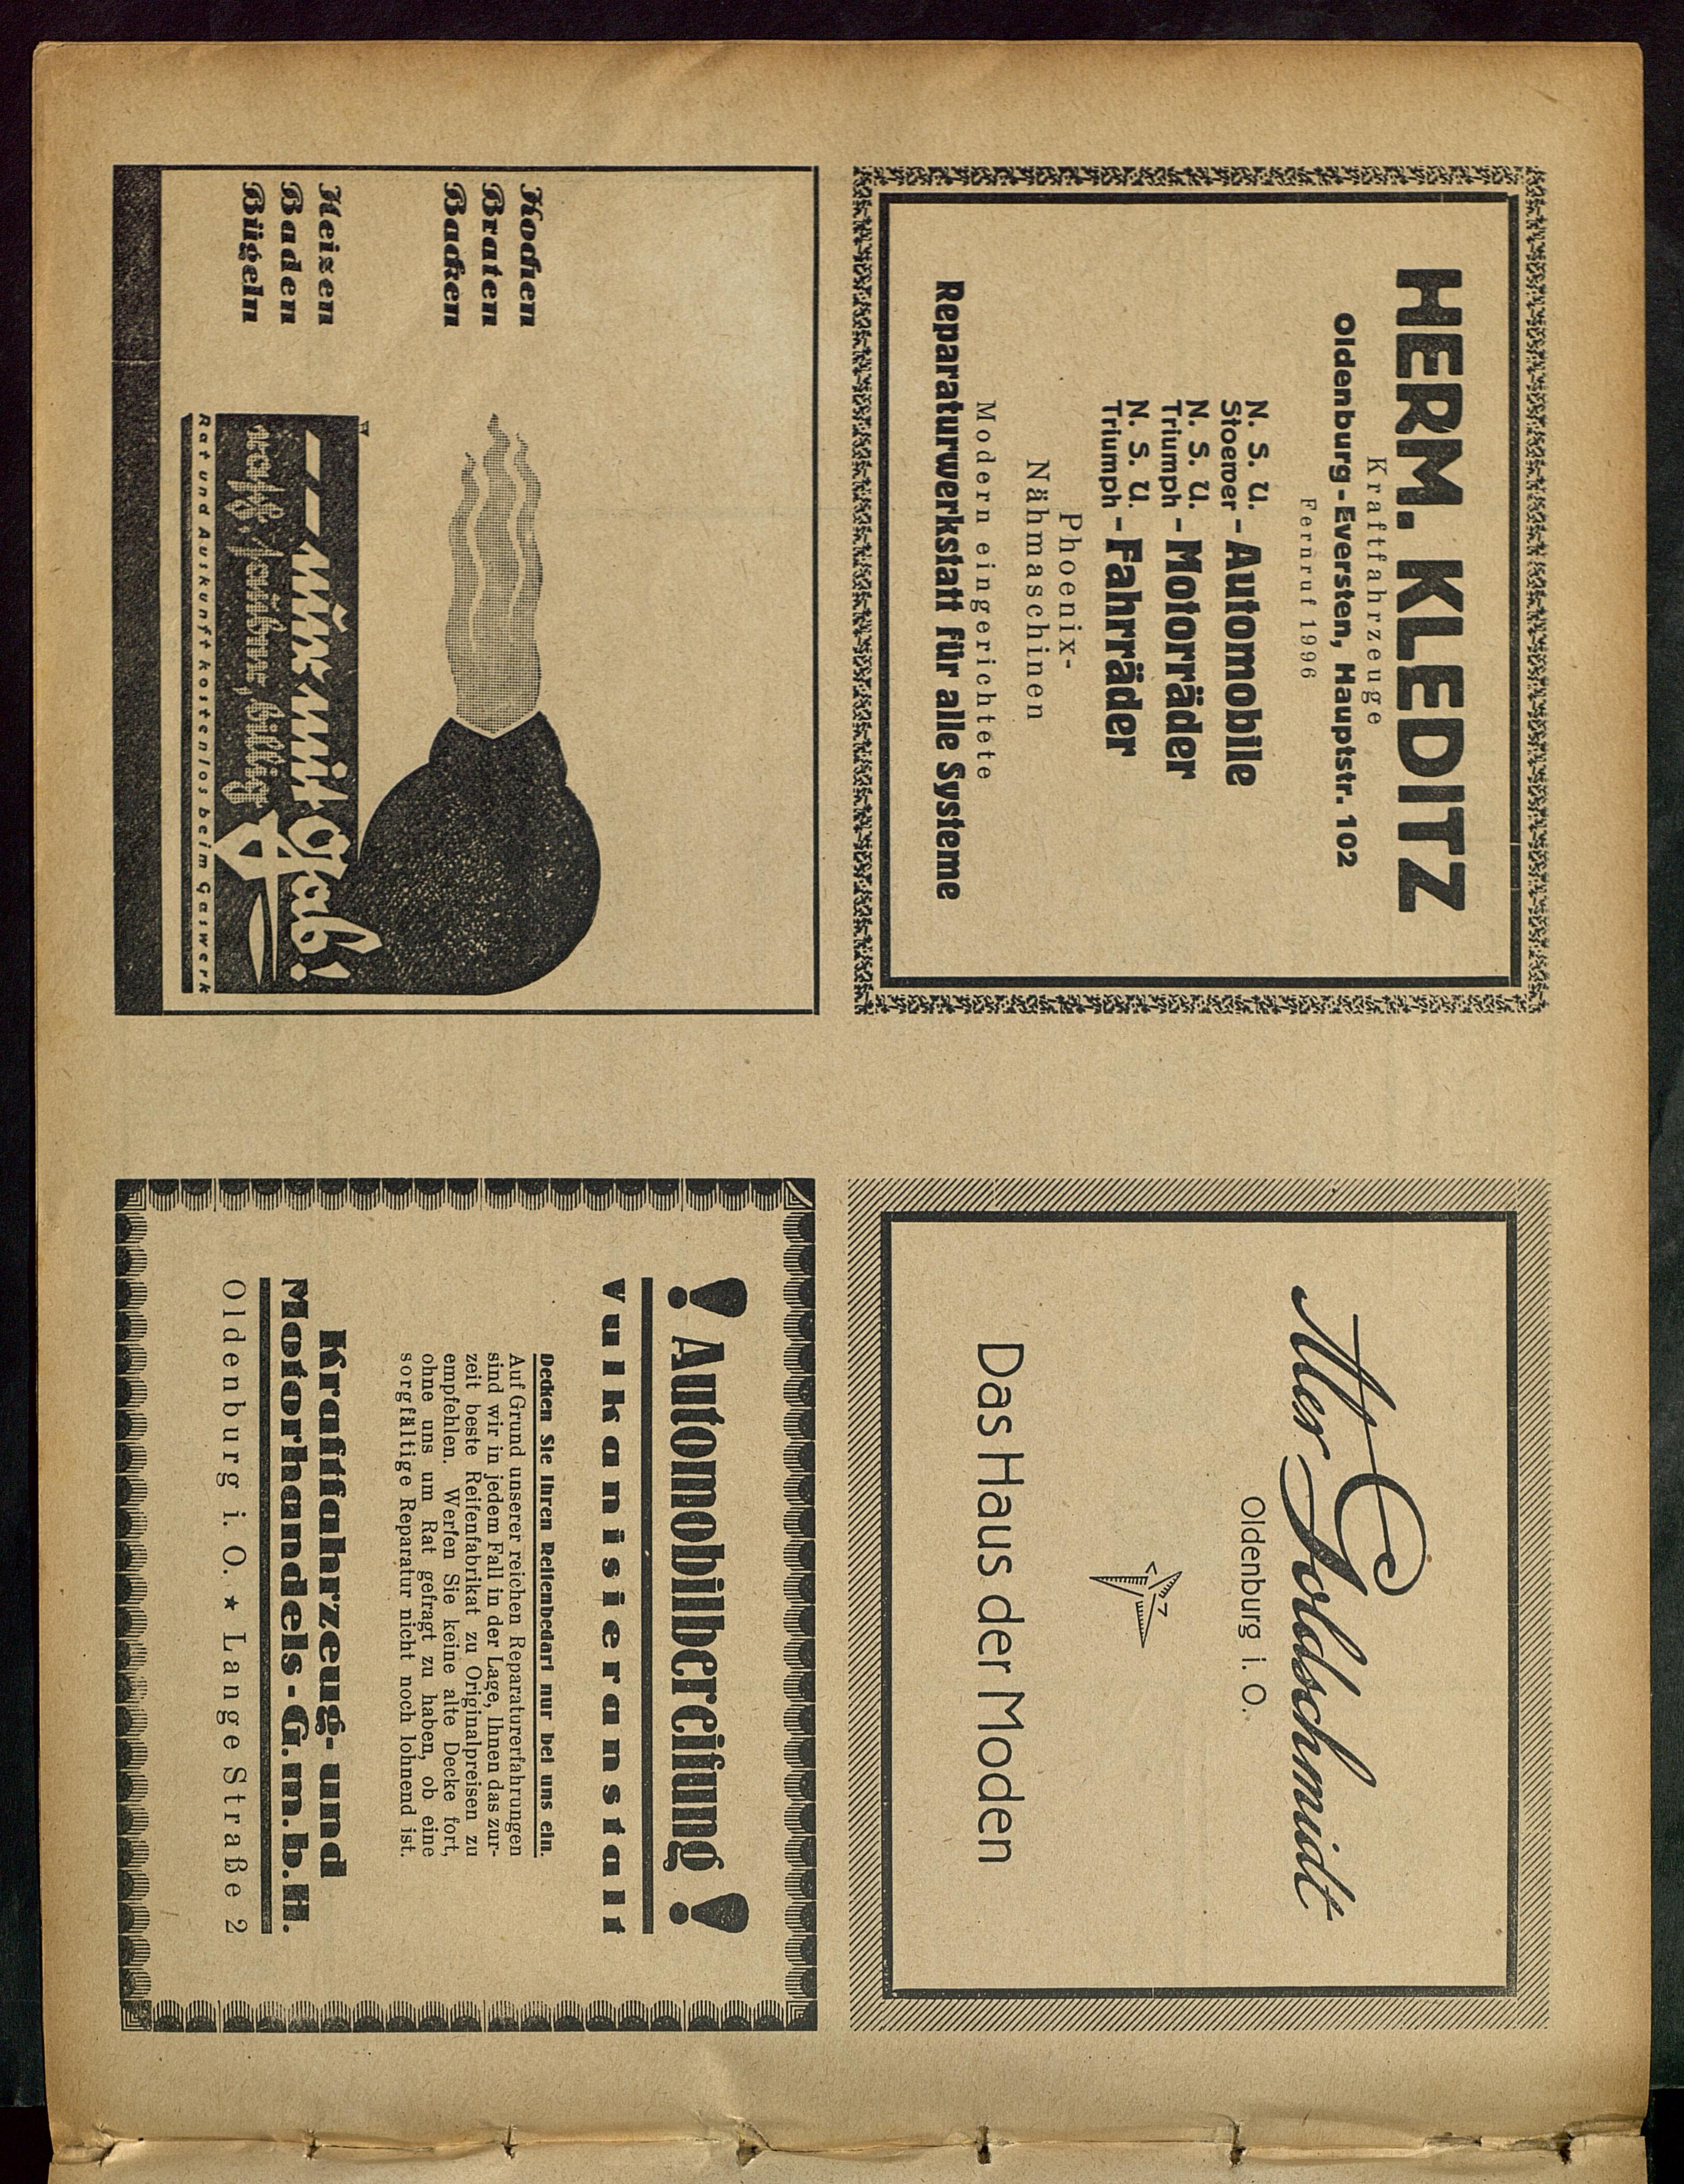 HERM. KLEDITZ
Kraftfahrzeuge
Oldenburg-Eversten, Hauptstr. 102
Fernruf 1996
N. S. U.
Stoewer - Automobile
N. S. U.
Triumph - Motorräder
N. S. U.
Triumph - Fahrräder
Phoenix-
Nähmaschinen
Modern eingerichtete
Reparaturwerkstatt für alle Systeme
Kochen
Braten
Backen
Heizen
Baden
Bügeln
— — nur mit Gas!
rasch, sauber, billig
Rat und Auskunft kostenlos beim Gaswerk
Alex Goldschmidt
Oldenburg i. O.
Das Haus der Moden
! Automobilbereifung !
Vulkanisieranstalt
Decken Sie Ihren Reifenbedarf nur bei uns ein.
Auf Grund unserer reichen Reparaturerfahrungen
sind wir in jedem Fall in der Lage, Ihnen das zur-
zeit beste Reifenfabrikat zu Originalpreisen zu
empfehlen. Werfen Sie keine alte Decke fort,
ohne uns um Rat gefragt zu haben, ob eine
sorgfältige Reparatur nicht noch lohnend ist.
Kraftfahrzeug- und
Motorhandels-G.m.b.H.
Oldenburg i. O. ★ Lange Straße 2